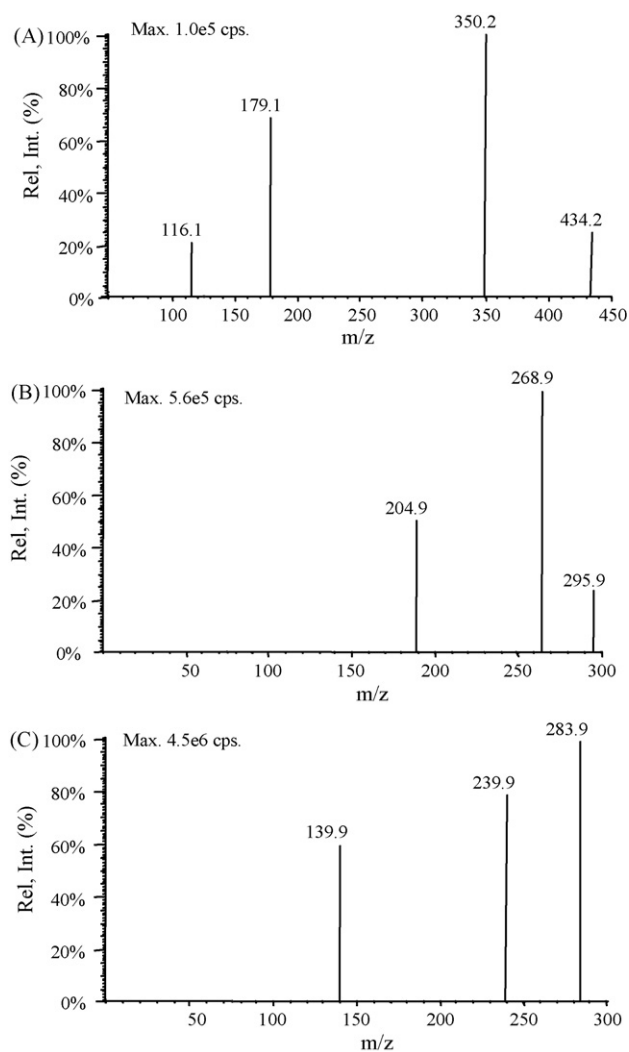 (A)
Max. 1.0e5 cps.
350.2
179.1
116.1
434.2
100%
80%
60%
40%
20%
0%
Rel, Int. (%)
100 150 200 250 300 350 400 450
m/z
(B)
Max. 5.6e5 cps.
268.9
204.9
295.9
100%
80%
60%
40%
20%
0%
Rel, Int. (%)
50 100 150 200 250 300
m/z
(C)
Max. 4.5e6 cps.
283.9
239.9
139.9
100%
80%
60%
40%
20%
0%
Rel, Int. (%)
50 100 150 200 250 300
m/z